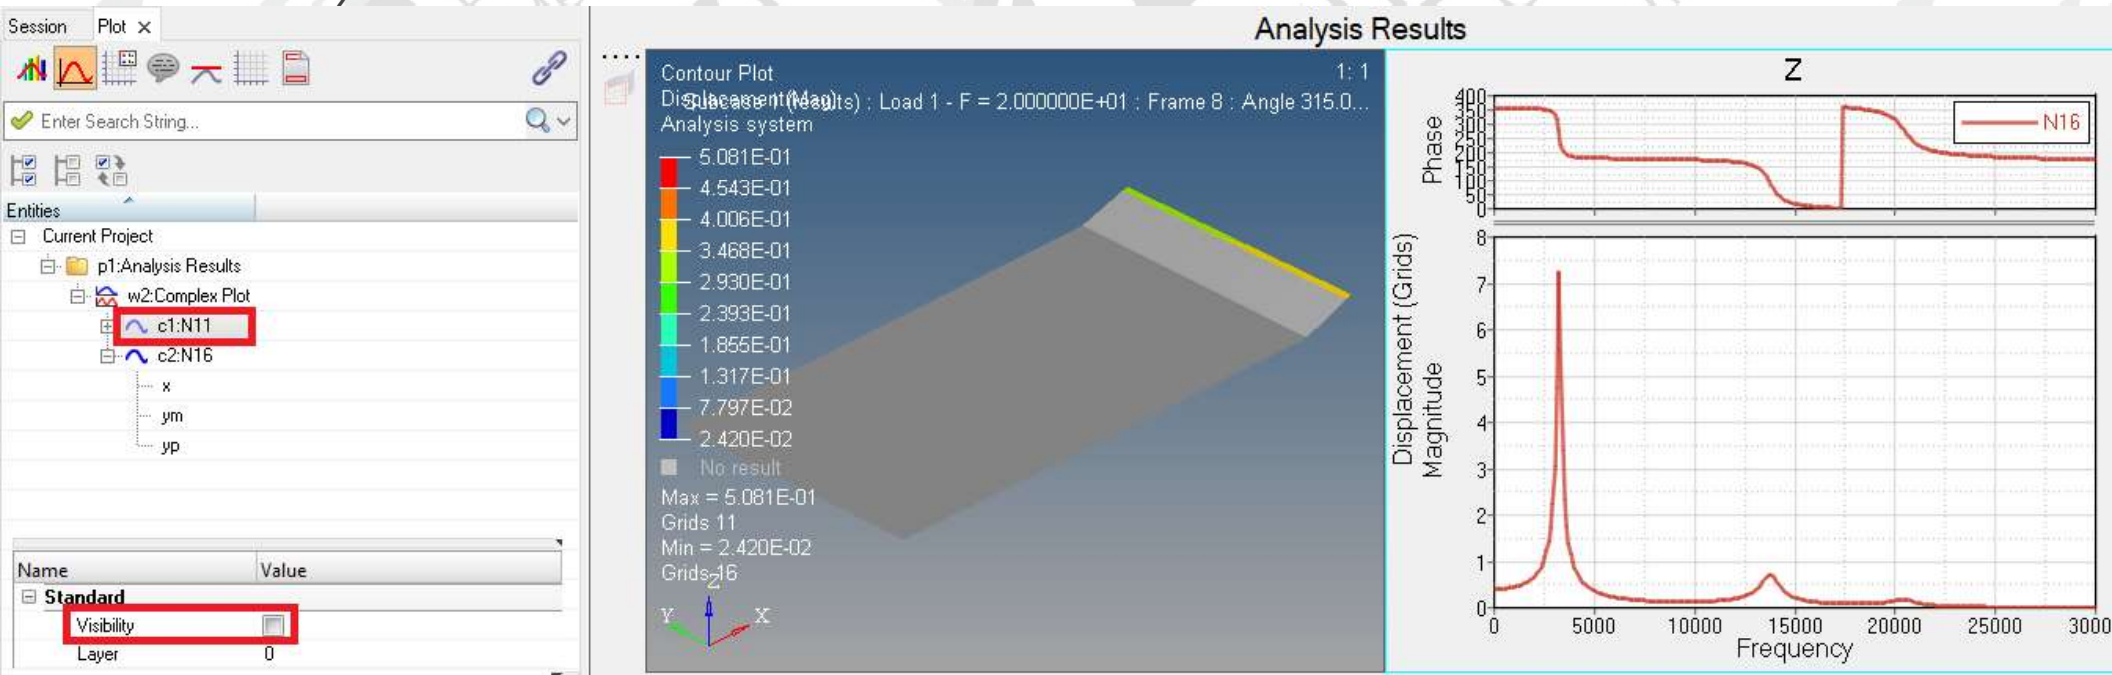 Session Plot
Enter Search String...
Entities
Current Project
p1:Analysis Results
w2:Complex Plot
c1:N11
c2:N16
x
ym
yp
Name Value
Standard
Visibility
Layer 0
Analysis Results
Contour Plot 1: 1
Displacement(Mag)
Subcase 1 (results) : Load 1 - F = 2.000000E+01 : Frame 8 : Angle 315.0...
Analysis system
5.081E-01
4.543E-01
4.006E-01
3.468E-01
2.930E-01
2.393E-01
1.855E-01
1.317E-01
7.797E-02
2.420E-02
No result
Max = 5.081E-01
Grids 11
Min = 2.420E-02
Grids 16
Z
Y X
Z
Phase
400
350
300
200
150
100
50
0
N16
Displacement (Grids)
Magnitude
8
7
6
5
4
3
2
1
0
0 5000 10000 15000 20000 25000 3000
Frequency